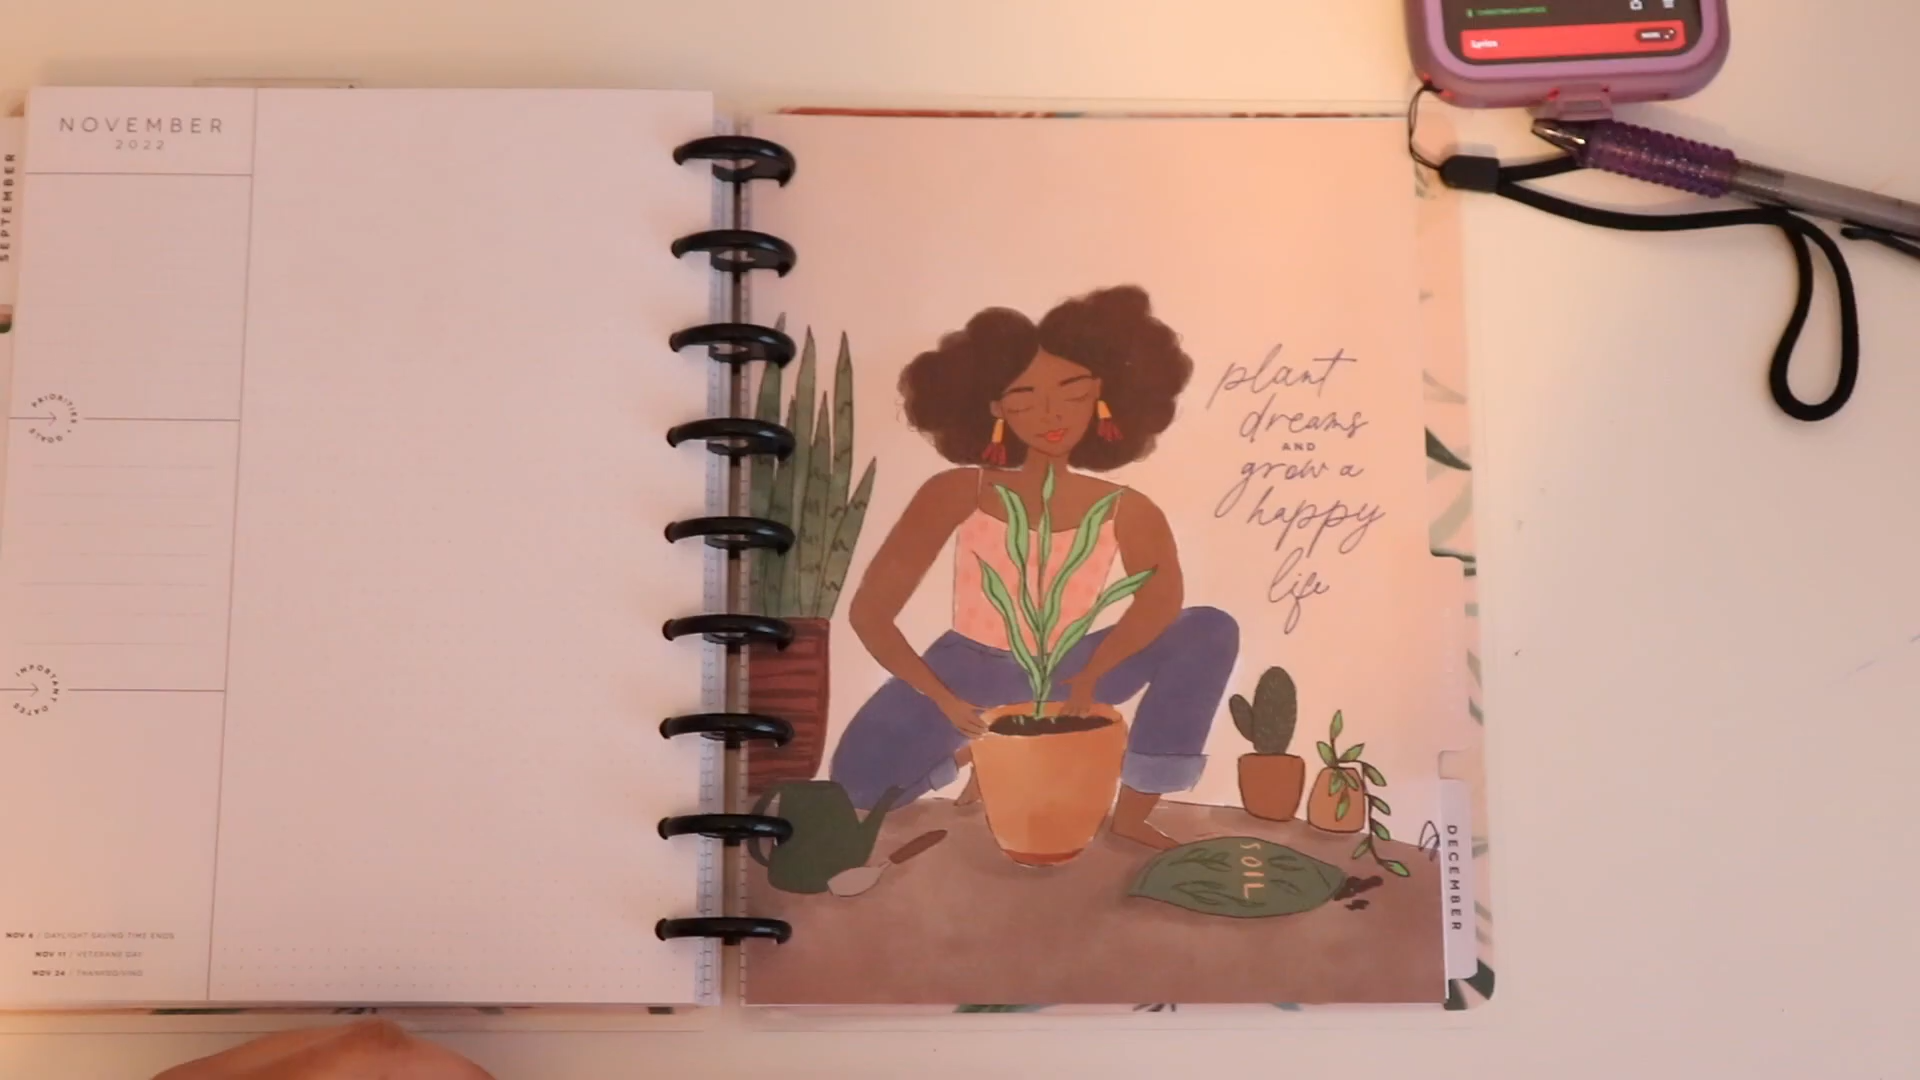 SEPTEMBER
NOVEMBER
2022
PRIORITIES + GOALS
IMPORTANT DATES
NOV 6 / DAYLIGHT SAVING TIME ENDS
NOV 11 / VETERANS DAY
NOV 24 / THANKSGIVING
plant
dreams
AND
grow a
happy
life
SOIL
DECEMBER
Lyrics